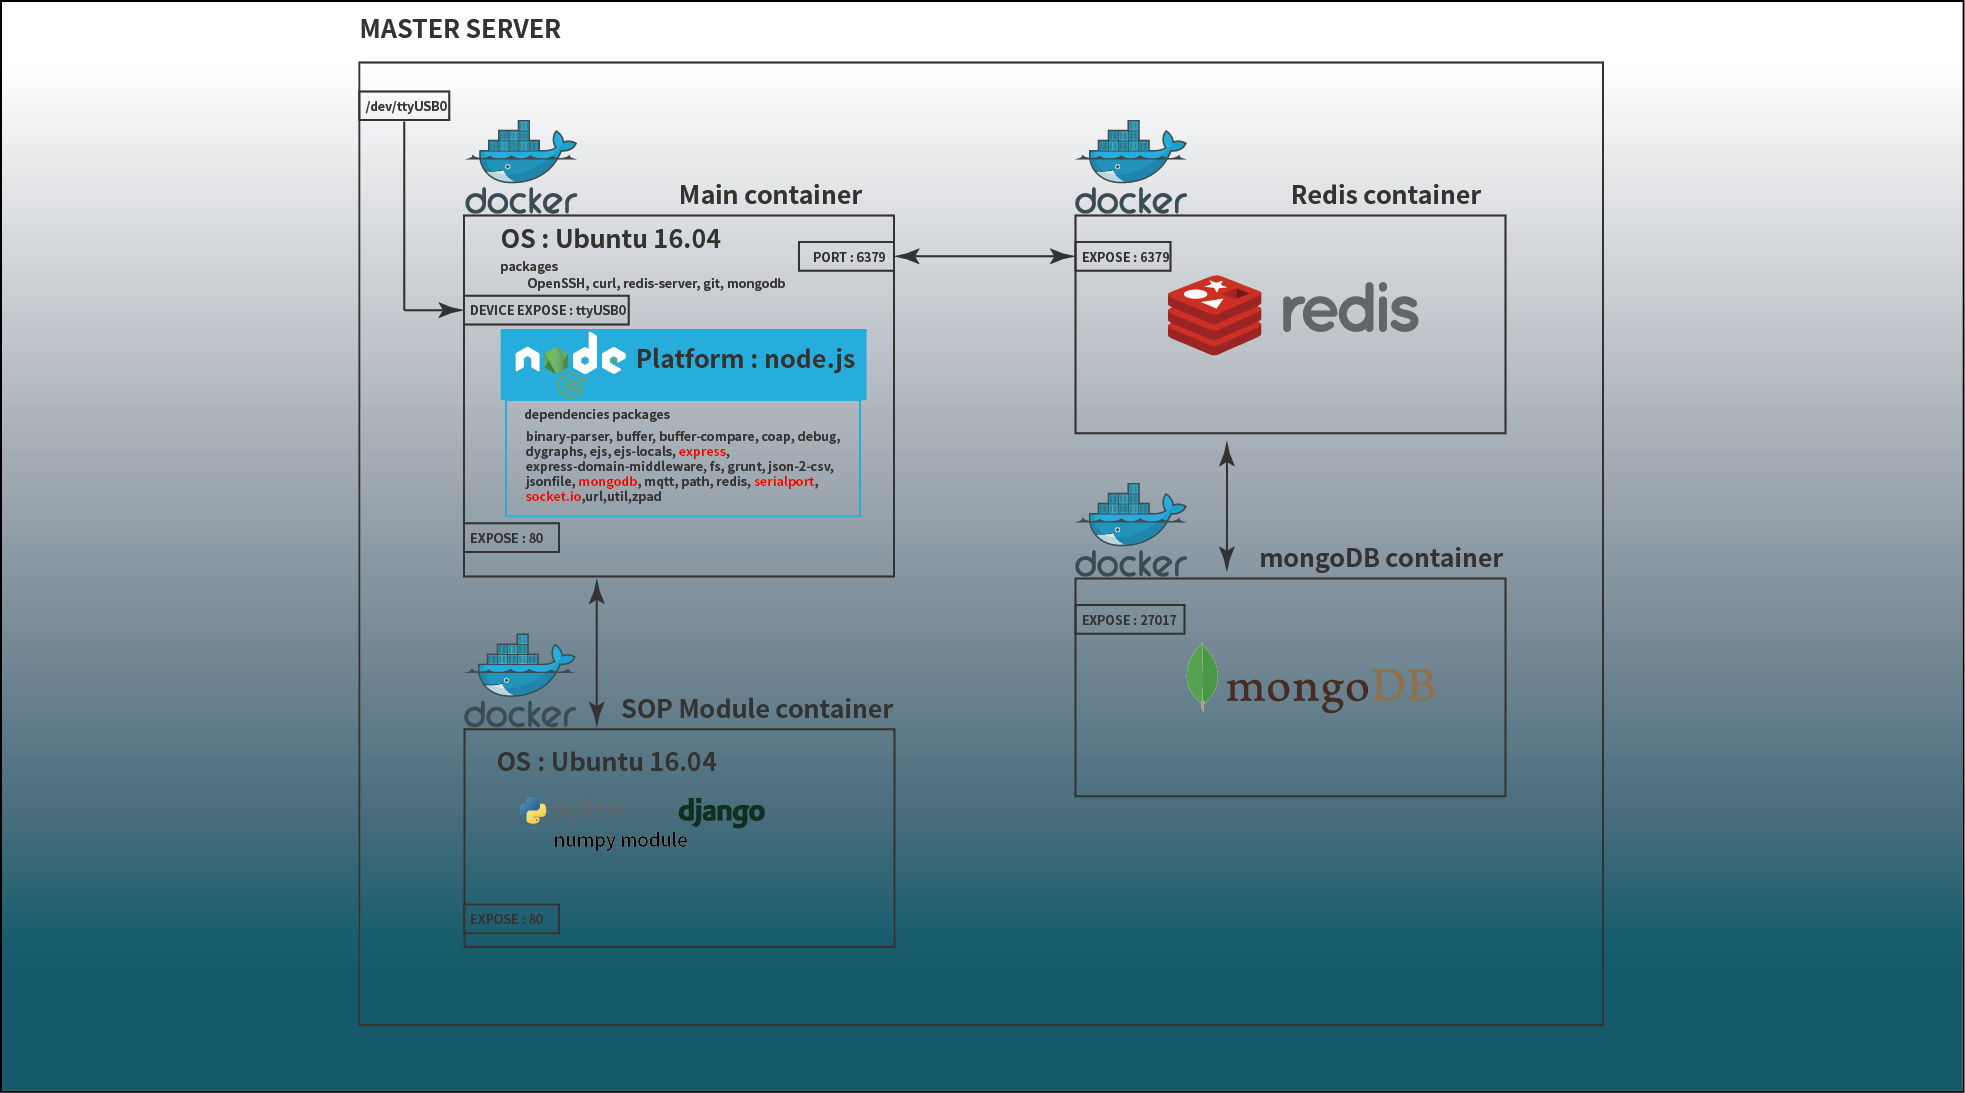 MASTER SERVER
/dev/ttyUSB0
docker
Main container
OS : Ubuntu 16.04
PORT : 6379
packages
OpenSSH, curl, redis-server, git, mongodb
DEVICE EXPOSE : ttyUSB0
node
JS
Platform : node.js
dependencies packages
binary-parser, buffer, buffer-compare, coap, debug,
dygraphs, ejs, ejs-locals, express,
express-domain-middleware, fs, grunt, json-2-csv,
jsonfile, mongodb, mqtt, path, redis, serialport,
socket.io,url,util,zpad
EXPOSE : 80
docker
Redis container
EXPOSE : 6379
redis
docker
SOP Module container
OS : Ubuntu 16.04
python
django
numpy module
EXPOSE : 80
docker
mongoDB container
EXPOSE : 27017
mongoDB